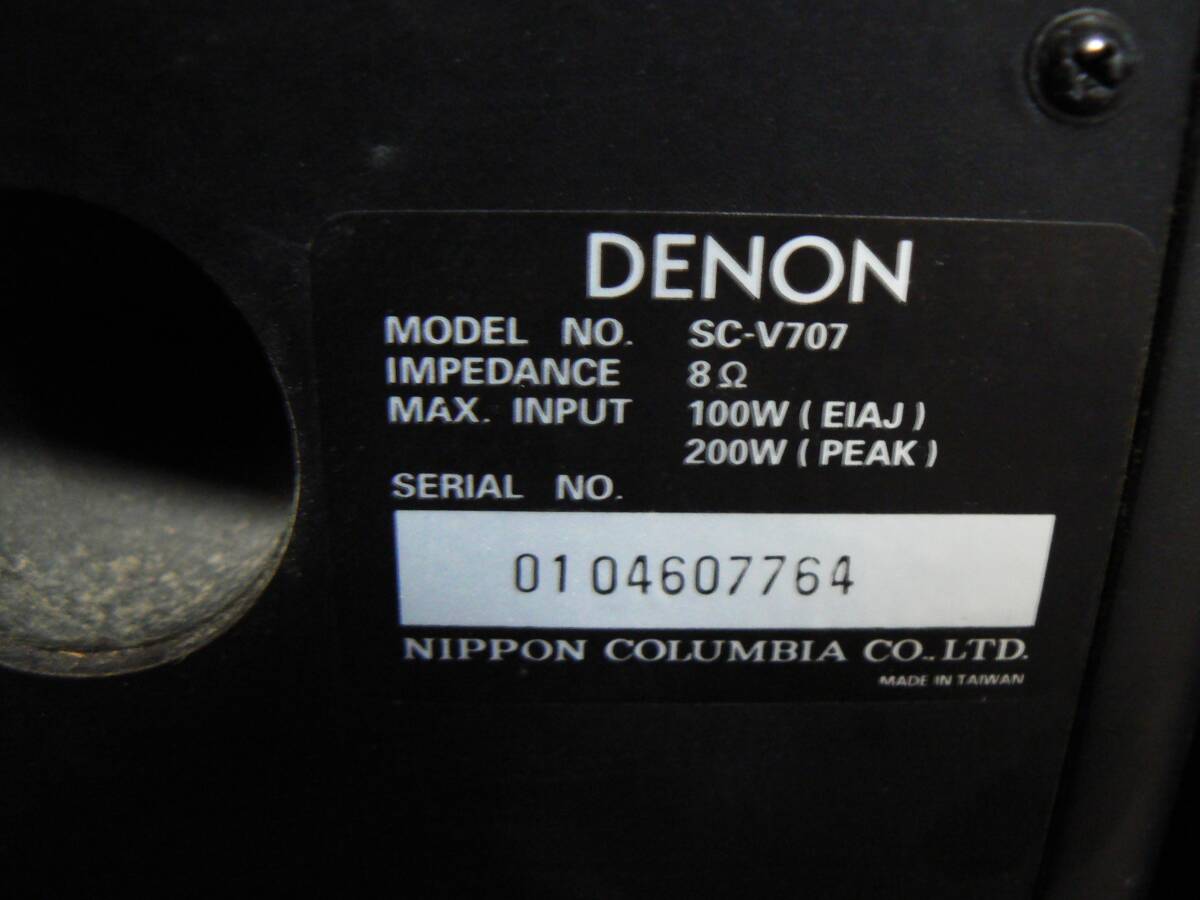 DENON
MODEL NO. SC-V707
IMPEDANCE 8Ω
MAX. INPUT 100W (EIAJ)
200W (PEAK)
SERIAL NO.
0104607764
NIPPON COLUMBIA CO., LTD.
MADE IN TAIWAN